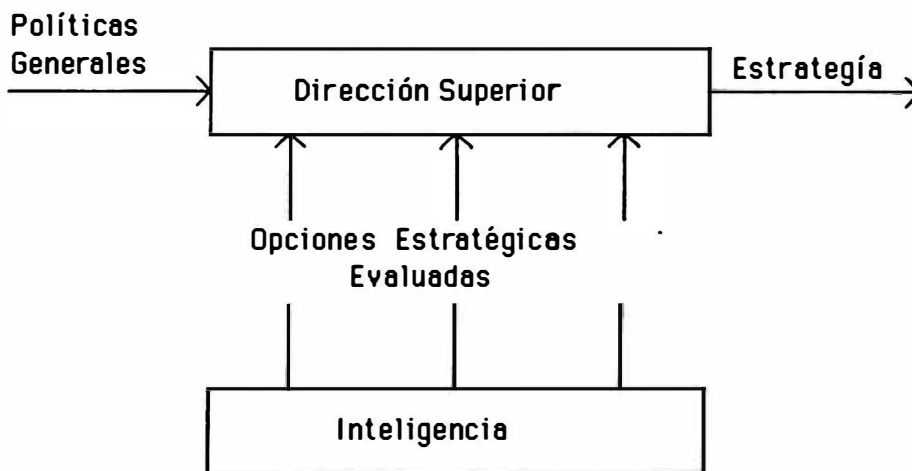 Políticas
Generales
Dirección Superior
Estrategía
Opciones Estratégicas
Evaluadas
Inteligencia